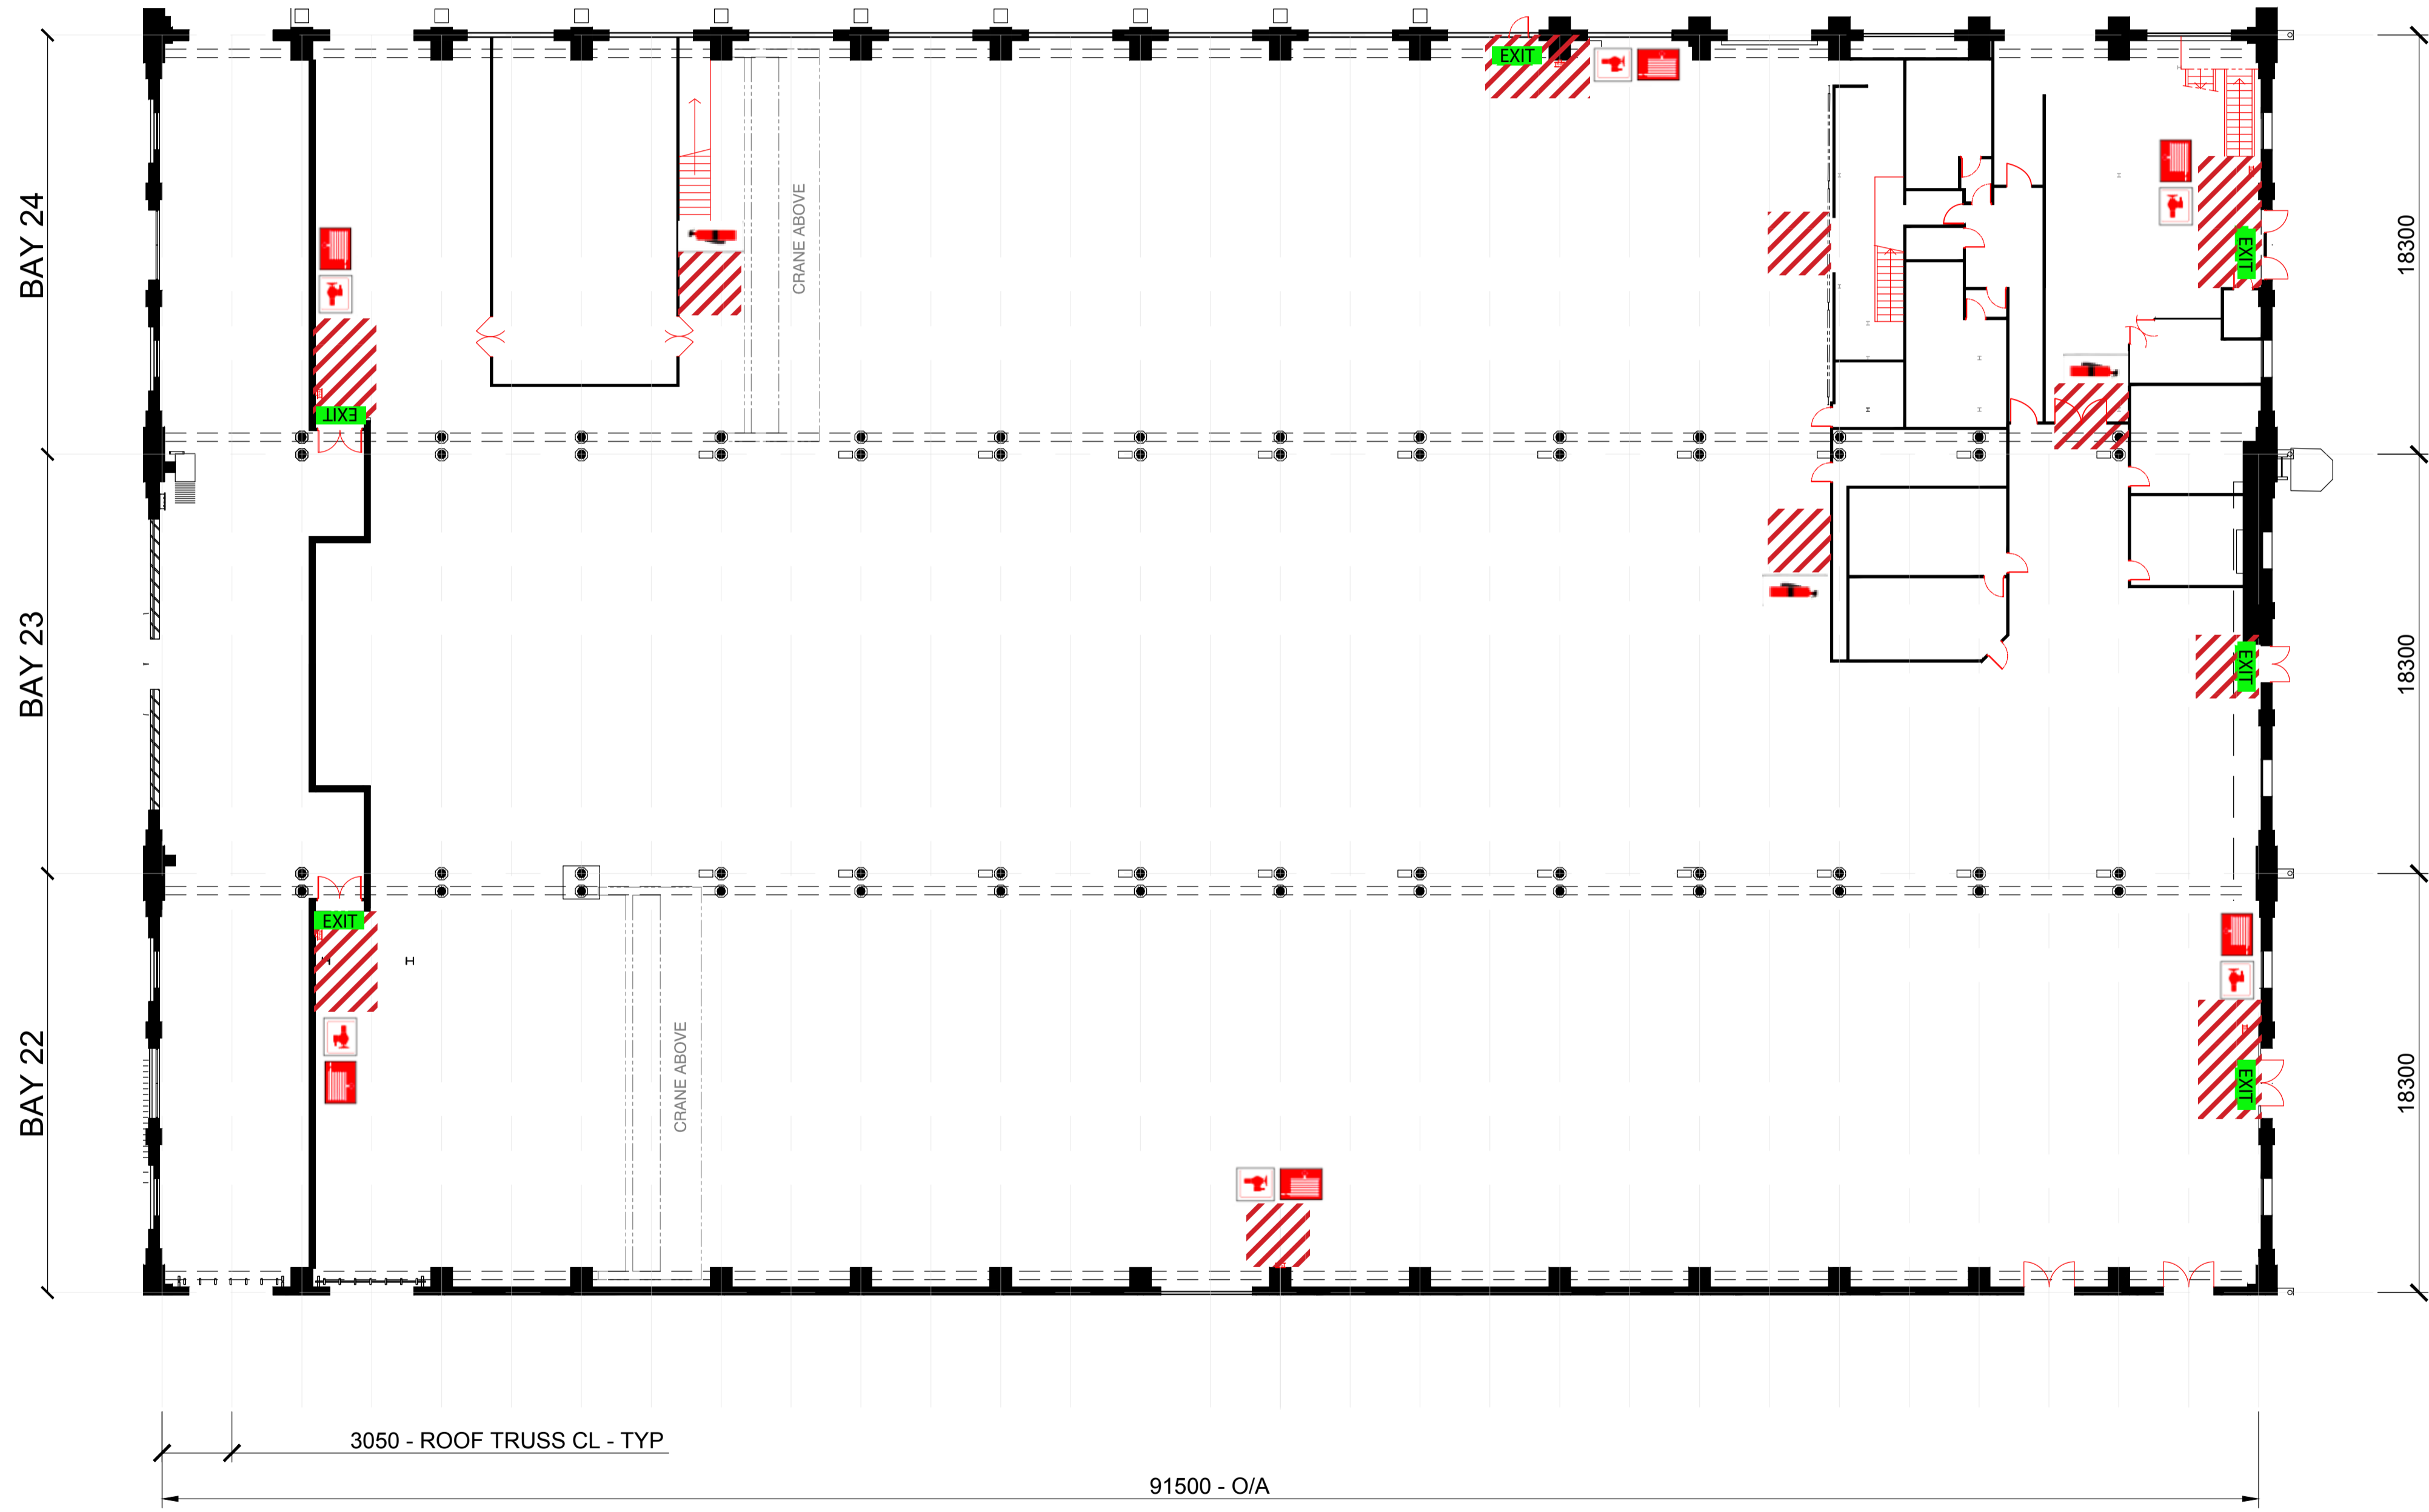 EXIT
BAY 24
CRANE ABOVE
18300
EXIT
EXIT
BAY 23
18300
EXIT
EXIT
BAY 22
CRANE ABOVE
18300
EXIT
3050 - ROOF TRUSS CL - TYP
91500 - O/A